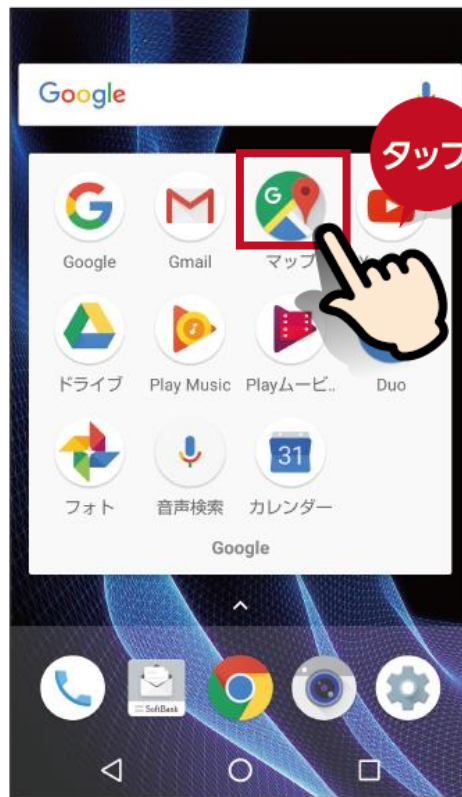 Google
タップ
Google
Gmail
マップ
ドライブ
Play Music
Playムービ..
Duo
フォト
音声検索
31
カレンダー
Google
SoftBank